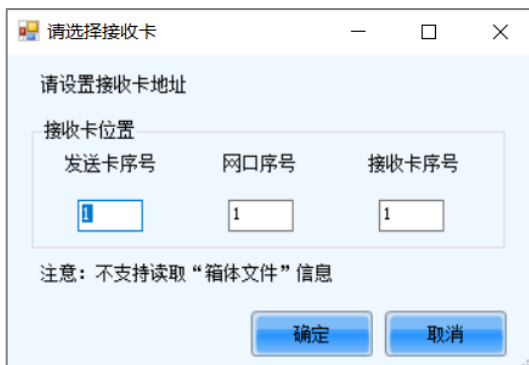 请选择接收卡
请设置接收卡地址
接收卡位置
发送卡序号 网口序号 接收卡序号
1 1 1
注意：不支持读取“箱体文件”信息
确定 取消